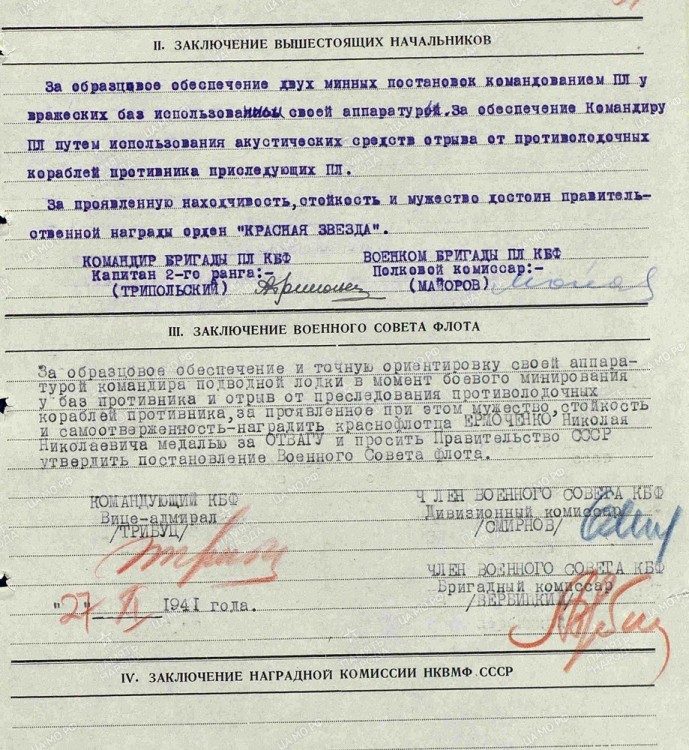 II. ЗАКЛЮЧЕНИЕ ВЫШЕСТОЯЩИХ НАЧАЛЬНИКОВ
За образцовое обеспечение двух минных постановок командованием ПЛ у
вражеских баз использованными своей аппаратурой. За обеспечение Командиру
ПЛ путем использования акустических средств отрыва от противолодочных
кораблей противника приследующих ПЛ.
За проявленную находчивость, стойкость и мужество достоин правитель-
ственной награды орден "КРАСНАЯ ЗВЕЗДА".
КОМАНДИР БРИГАДЫ ПЛ КБФ ВОЕНКОМ БРИГАДЫ ПЛ КБФ
Капитан 2-го ранга:- Полковой комиссар:-
(ТРИПОЛЬСКИЙ) (МАЙОРОВ)
III. ЗАКЛЮЧЕНИЕ ВОЕННОГО СОВЕТА ФЛОТА
За образцовое обеспечение и точную ориентировку своей аппара-
турой командира подводной лодки в момент боевого минирования
у баз противника и отрыв от преследования противолодочных
кораблей противника, за проявленное при этом мужество, стойкость
и самоотверженность-наградить краснофлотца ЕРМОЧЕНКО Николая
Николаевича медалью за ОТВАГУ и просить Правительство СССР
утвердить постановление Военного Совета флота.
КОМАНДУЮЩИЙ КБФ ЧЛЕН ВОЕННОГО СОВЕТА КБФ
Вице-адмирал Дивизионный комиссар
/ТРИБУЦ/ /СМИРНОВ/
ЧЛЕН ВОЕННОГО СОВЕТА КБФ
Бригадный комиссар
"27" XI 1941 года. /ВЕРБИЦКИЙ/
IV. ЗАКЛЮЧЕНИЕ НАГРАДНОЙ КОМИССИИ НКВМФ СССР